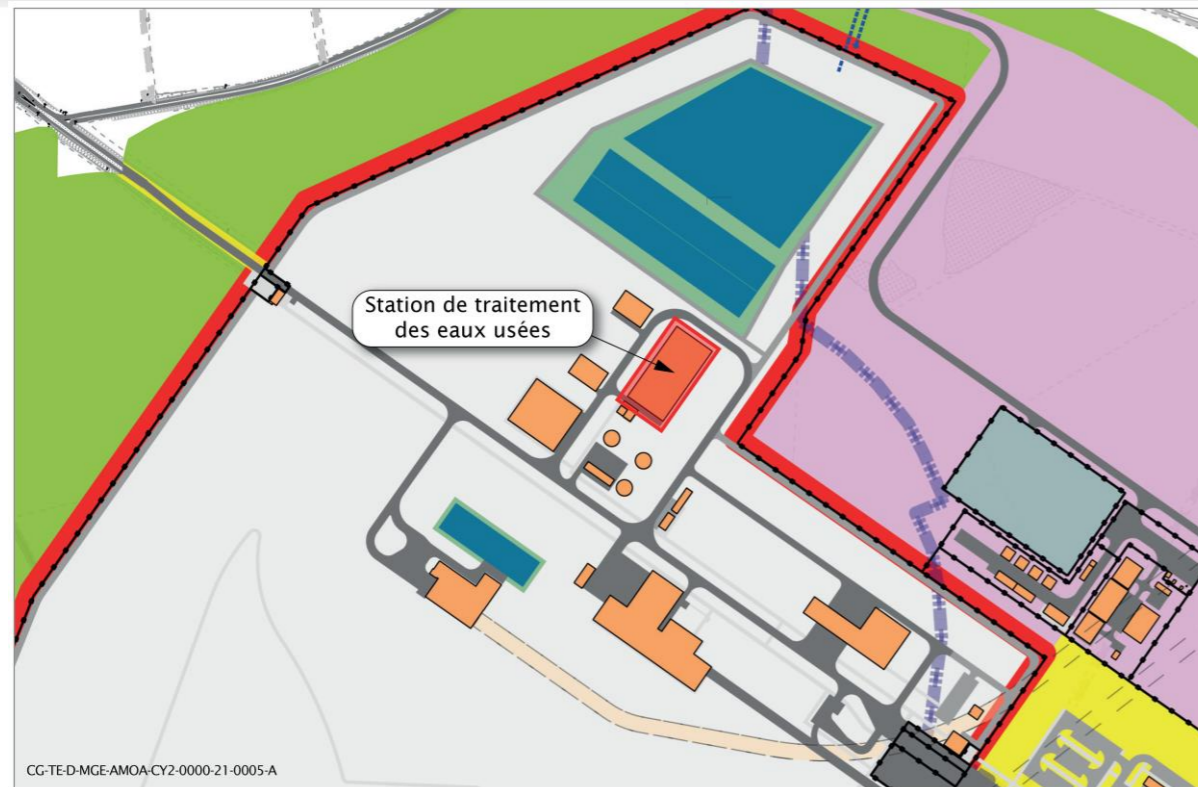 Station de traitement
des eaux usées
CG-TE-D-MGE-AMOA-CY2-0000-21-0005-A